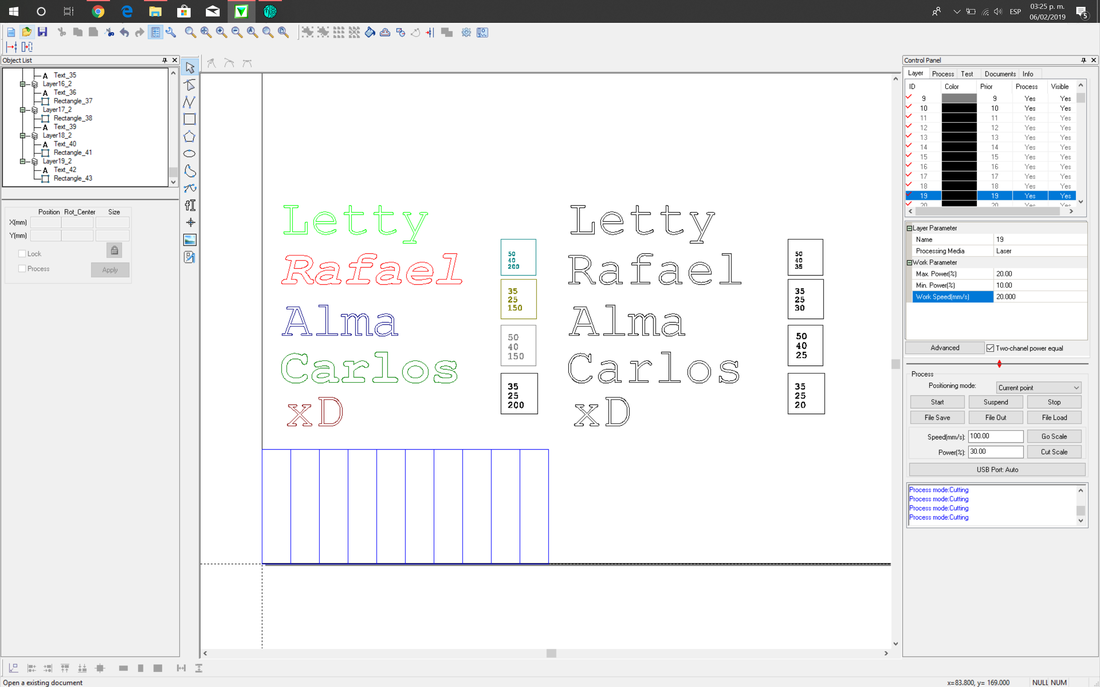 ESP
03:25 p. m.
06/02/2019
5
Object List
Text_35
Layer16_2
Text_36
Rectangle_37
Layer17_2
Rectangle_38
Text_39
Layer18_2
Text_40
Rectangle_41
Layer19_2
Text_42
Rectangle_43
Position Rot_Center Size
X(mm)
Y(mm)
Lock
Process
Apply
Letty
Rafael
Alma
Carlos
xD
50
40
200
35
25
150
50
40
150
35
25
200
Letty
Rafael
Alma
Carlos
xD
50
40
35
35
25
30
50
40
25
35
25
20
Control Panel
Layer Process Test Documents Info
ID Color Prior Process Visible
9 9 Yes Yes
10 10 Yes Yes
11 11 Yes Yes
12 12 Yes Yes
13 13 Yes Yes
14 14 Yes Yes
15 15 Yes Yes
16 16 Yes Yes
17 17 Yes Yes
18 18 Yes Yes
19 19 Yes Yes
20 20 Yes Yes
Layer Parameter
Name 19
Processing Media Laser
Work Parameter
Max. Power(%) 20.00
Min. Power(%) 10.00
Work Speed(mm/s) 20.000
Advanced Two-chanel power equal
Process
Positioning mode: Current point
Start Suspend Stop
File Save File Out File Load
Speed(mm/s): 100.00 Go Scale
Power(%): 30.00 Cut Scale
USB Port: Auto
Process mode:Cutting
Process mode:Cutting
Process mode:Cutting
Process mode:Cutting
Open a existing document
x=83.800, y= 169.000 NULL NUM